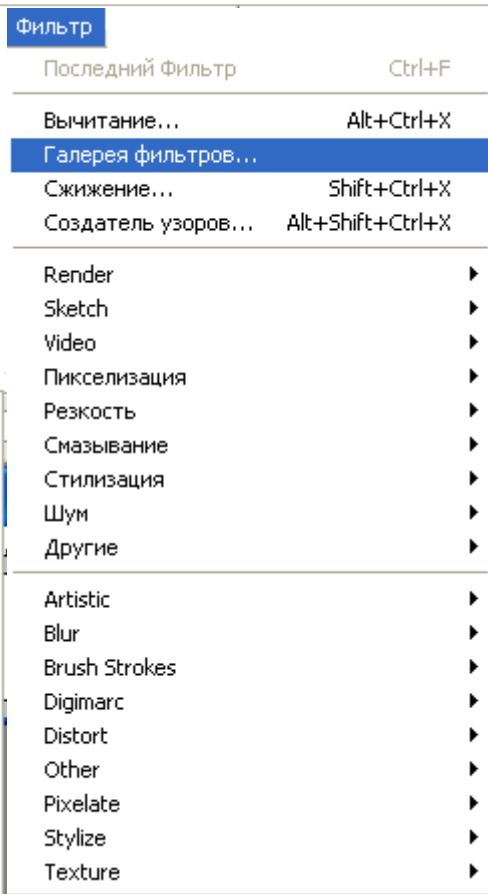 Фильтр
Последний Фильтр Ctrl+F
Вычитание... Alt+Ctrl+X
Галерея фильтров...
Сжижение... Shift+Ctrl+X
Создатель узоров... Alt+Shift+Ctrl+X
Render
Sketch
Video
Пикселизация
Резкость
Смазывание
Стилизация
Шум
Другие
Artistic
Blur
Brush Strokes
Digimarc
Distort
Other
Pixelate
Stylize
Texture